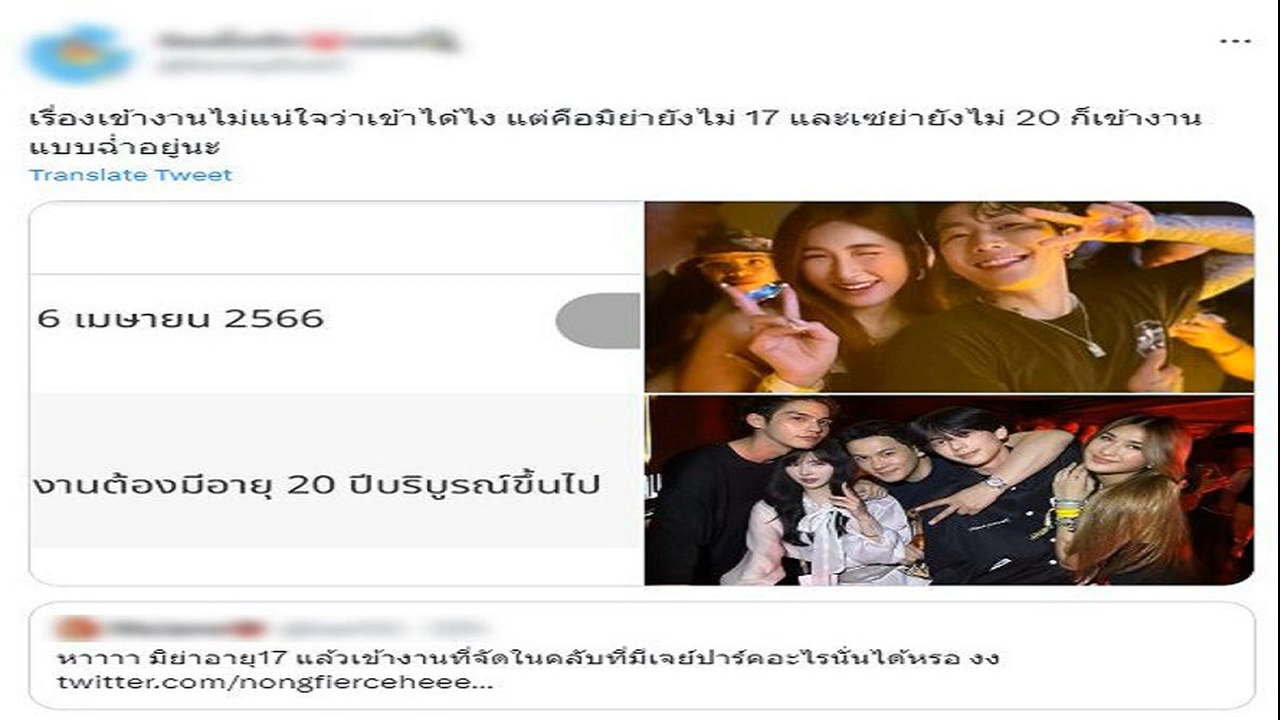 เรื่องเข้างานไม่แน่ใจว่าเข้าได้ไง แต่คือมิย่ายังไม่ 17 และเซย่ายังไม่ 20 ก็เข้างาน
แบบฉ่ำอยู่นะ
Translate Tweet
6 เมษายน 2566
งานต้องมีอายุ 20 ปีบริบูรณ์ขึ้นไป
หาาาา มิย่าอายุ17 แล้วเข้างานที่จัดในคลับที่มีเจย์ปาร์คอะไรนั่นได้หรอ งง
twitter.com/nongfierceheee...